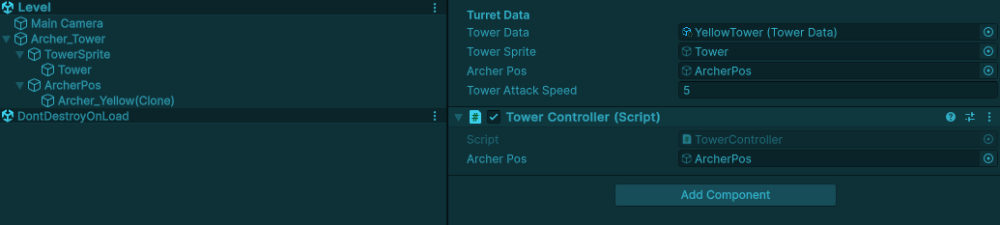 Level
Main Camera
Archer_Tower
TowerSprite
Tower
ArcherPos
Archer_Yellow(Clone)
DontDestroyOnLoad
Turret Data
Tower Data YellowTower (Tower Data)
Tower Sprite Tower
Archer Pos ArcherPos
Tower Attack Speed 5
# Tower Controller (Script)
Script TowerController
Archer Pos ArcherPos
Add Component